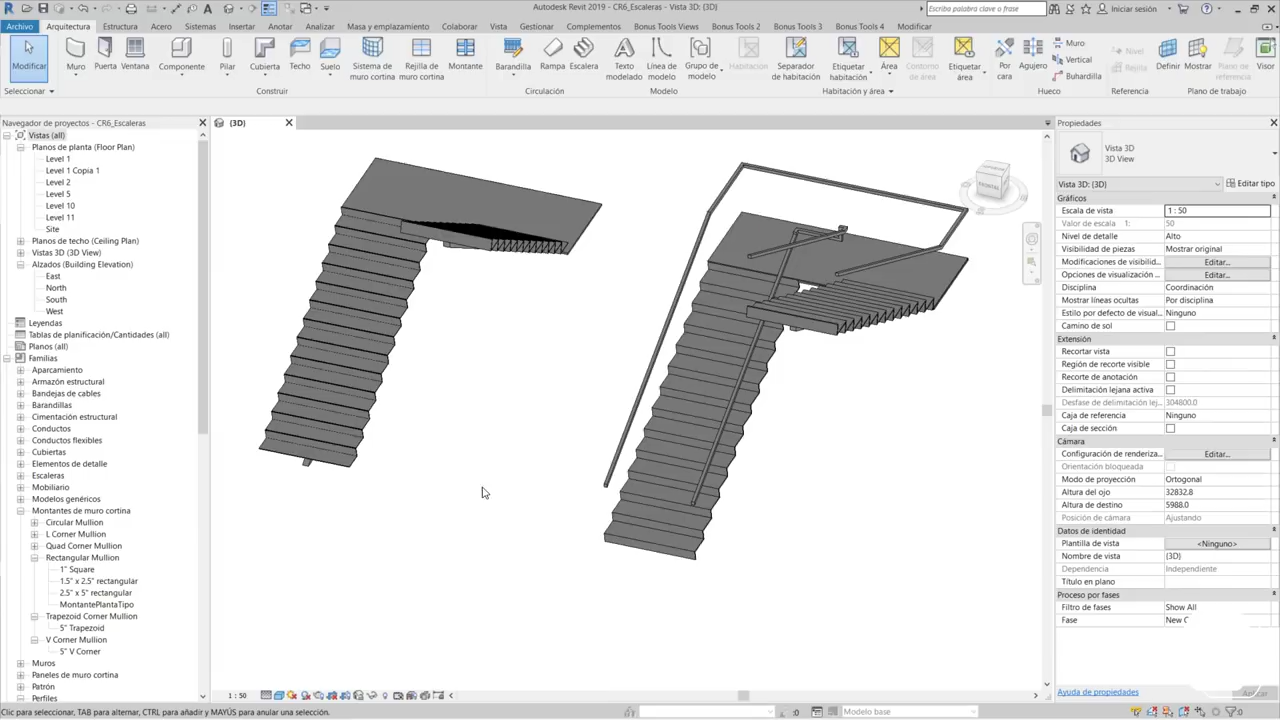 Autodesk Revit 2019 - CR6_Escaleras - Vista 3D: {3D}
Escriba palabra clave o frase
Iniciar sesión
Archivo Arquitectura Estructura Acero Sistemas Insertar Anotar Analizar Masa y emplazamiento Colaborar Vista Gestionar Complementos Bonus Tools Views Bonus Tools 2 Bonus Tools 3 Bonus Tools 4 Modificar
Modificar
Muro
Puerta
Ventana
Componente
Pilar
Cubierta
Techo
Suelo
Sistema de
muro cortina
Rejilla de
muro cortina
Montante
Barandilla
Rampa
Escalera
Texto
modelado
Línea de
modelo
Grupo de
modelo
Habitación
Separador
de habitación
Etiquetar
habitación
Área
Contorno
de área
Etiquetar
área
Por
cara
Agujero
Muro
Vertical
Buhardilla
Nivel
Rejilla
Definir
Mostrar
Plano de
referencia
Visor
Seleccionar
Construir
Circulación
Modelo
Habitación y área
Hueco
Referencia
Plano de trabajo
Navegador de proyectos - CR6_Escaleras
Vistas (all)
Planos de planta (Floor Plan)
Level 1
Level 1 Copia 1
Level 2
Level 5
Level 10
Level 11
Site
Planos de techo (Ceiling Plan)
Vistas 3D (3D View)
Alzados (Building Elevation)
East
North
South
West
Leyendas
Tablas de planificación/Cantidades (all)
Planos (all)
Familias
Aparcamiento
Armazón estructural
Bandejas de cables
Barandillas
Cimentación estructural
Conductos
Conductos flexibles
Cubiertas
Elementos de detalle
Escaleras
Mobiliario
Modelos genéricos
Montantes de muro cortina
Circular Mullion
L Corner Mullion
Quad Corner Mullion
Rectangular Mullion
1" Square
1.5" x 2.5" rectangular
2.5" x 5" rectangular
MontantePlantaTipo
Trapezoid Corner Mullion
5" Trapezoid
V Corner Mullion
5" V Corner
Muros
Paneles de muro cortina
Patrón
Perfiles
{3D}
FRONTAL
1 : 50
Propiedades
Vista 3D
3D View
Vista 3D: {3D}
Editar tipo
Gráficos
Escala de vista 1 : 50
Valor de escala 1: 50
Nivel de detalle Alto
Visibilidad de piezas Mostrar original
Modificaciones de visibilid... Editar...
Opciones de visualización ... Editar...
Disciplina Coordinación
Mostrar líneas ocultas Por disciplina
Estilo por defecto de visual... Ninguno
Camino de sol
Extensión
Recortar vista
Región de recorte visible
Recorte de anotación
Delimitación lejana activa
Desfase de delimitación lej... 304800.0
Caja de referencia Ninguno
Caja de sección
Cámara
Configuración de renderiza... Editar...
Orientación bloqueada
Modo de proyección Ortogonal
Altura del ojo 32832.8
Altura de destino 5988.0
Posición de cámara Ajustando
Datos de identidad
Plantilla de vista <Ninguno>
Nombre de vista {3D}
Dependencia Independiente
Título en plano
Proceso por fases
Filtro de fases Show All
Fase New C
Ayuda de propiedades
Clic para seleccionar, TAB para alternar, CTRL para añadir y MAYÚS para anular una selección.
:0
Modelo base
:0